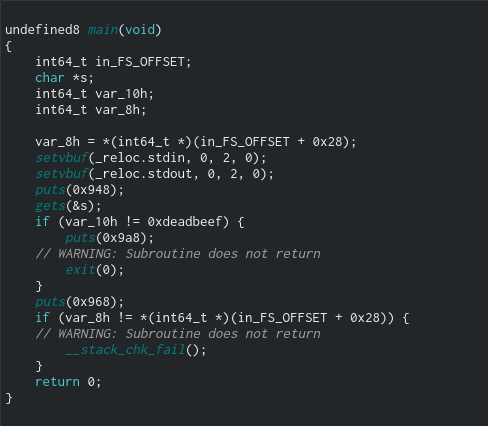 undefined8 main(void)
{
    int64_t in_FS_OFFSET;
    char *s;
    int64_t var_10h;
    int64_t var_8h;

    var_8h = *(int64_t *)(in_FS_OFFSET + 0x28);
    setvbuf(_reloc.stdin, 0, 2, 0);
    setvbuf(_reloc.stdout, 0, 2, 0);
    puts(0x948);
    gets(&s);
    if (var_10h != 0xdeadbeef) {
        puts(0x9a8);
    // WARNING: Subroutine does not return
        exit(0);
    }
    puts(0x968);
    if (var_8h != *(int64_t *)(in_FS_OFFSET + 0x28)) {
    // WARNING: Subroutine does not return
        __stack_chk_fail();
    }
    return 0;
}